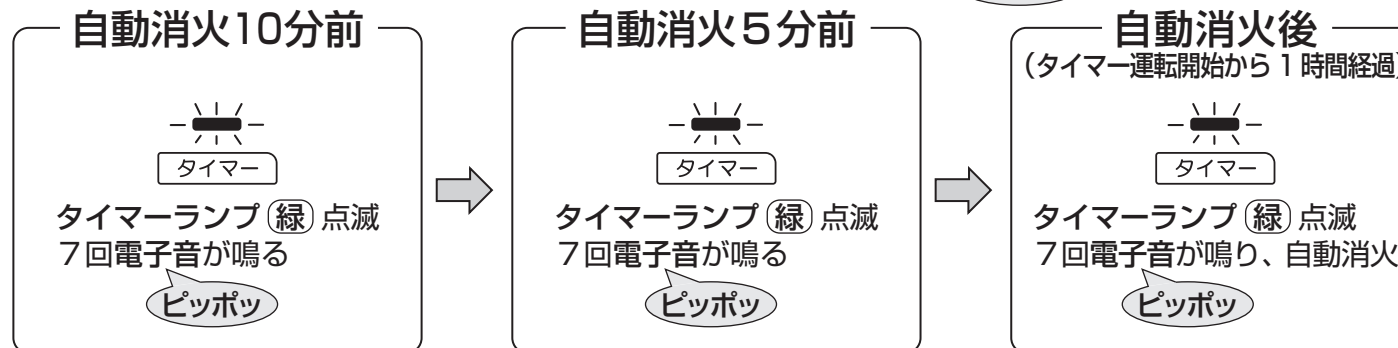 自動消火10分前
タイマー
タイマーランプ 緑 点滅
7回電子音が鳴る
ピッポッ
自動消火5分前
タイマー
タイマーランプ 緑 点滅
7回電子音が鳴る
ピッポッ
自動消火後
(タイマー運転開始から1時間経過)
タイマー
タイマーランプ 緑 点滅
7回電子音が鳴り、自動消火
ピッポッ